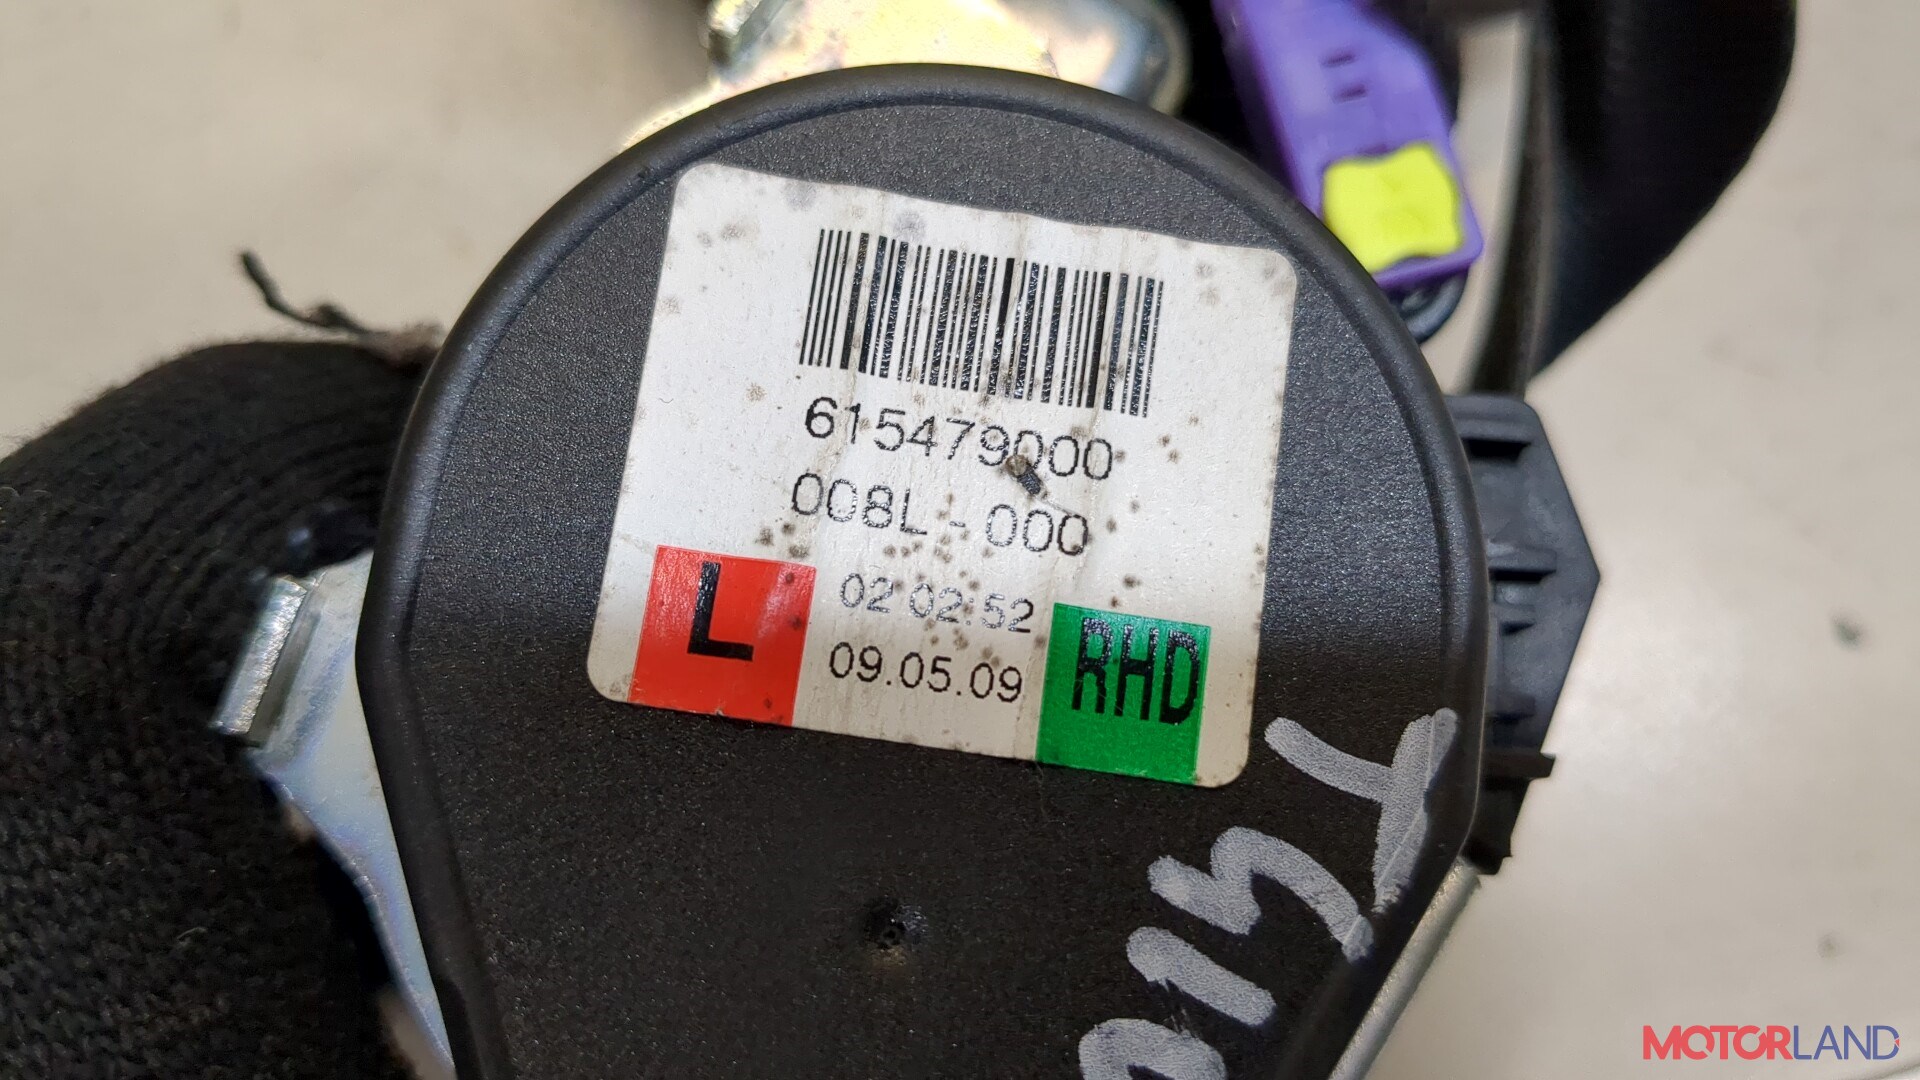 615479000
008L - 000
L
02:02:52
09.05.09
RHD
MOTORLAND